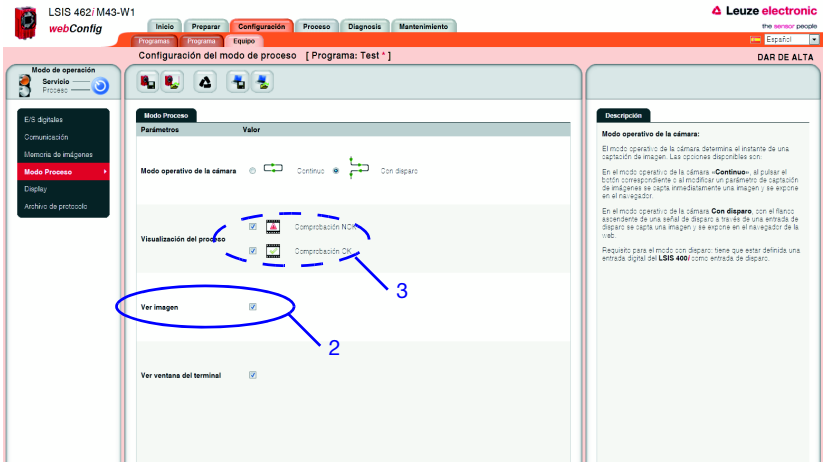 LSIS 462i M43-W1
webConfig
Leuze electronic
the sensor people
Inicio Preparar Configuración Proceso Diagnosis Mantenimiento
Programas Programa Equipo
Español
Configuración del modo de proceso [ Programa: Test * ]
DAR DE ALTA
Modo de operación
Servicio
Proceso
E/S digitales
Comunicación
Memoria de imágenes
Modo Proceso
Display
Archivo de protocolo
Modo Proceso
Parámetros Valor
Modo operativo de la cámara Continuo Con disparo
Visualización del proceso
Comprobación NOK
Comprobación OK
3
Ver imagen
2
Ver ventana del terminal
Descripción
Modo operativo de la cámara:
El modo operativo de la cámara determina el instante de una
captación de imagen. Las opciones disponibles son:
En el modo operativo de la cámara «Continuo», al pulsar el
botón correspondiente o al modificar un parámetro de captación
de imágenes se capta inmediatamente una imagen y se expone
en el navegador.
En el modo operativo de la cámara Con disparo, con el flanco
ascendente de una señal de disparo a través de una entrada de
disparo se capta una imagen y se expone en el navegador de la
web.
Requisito para el modo con disparo: tiene que estar definida una
entrada digital del LSIS 400i como entrada de disparo.